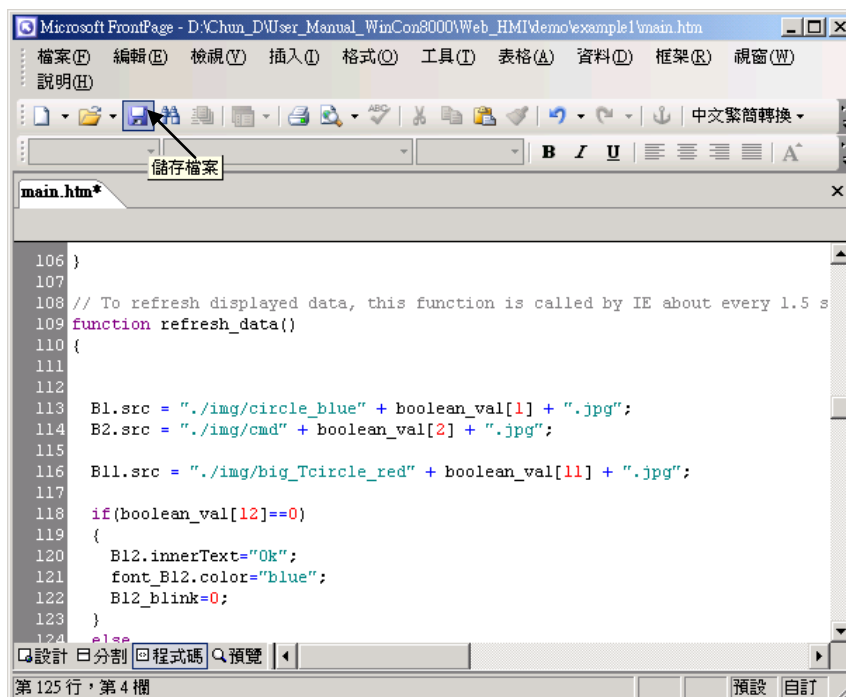 Microsoft FrontPage - D:\Chun_D\User_Manual_WinCon8000\Web_HMI\demo\example1\main.htm
檔案(F) 編輯(E) 檢視(V) 插入(I) 格式(O) 工具(T) 表格(A) 資料(D) 框架(R) 視窗(W)
說明(H)
ABC 中文繁簡轉換
B I U A
儲存檔案
main.htm*
106 }
107
108 // To refresh displayed data, this function is called by IE about every 1.5 s
109 function refresh_data()
110 {
111
112
113 B1.src = "./img/circle_blue" + boolean_val[1] + ".jpg";
114 B2.src = "./img/cmd" + boolean_val[2] + ".jpg";
115
116 B11.src = "./img/big_Tcircle_red" + boolean_val[11] + ".jpg";
117
118 if(boolean_val[12]==0)
119 {
120 B12.innerText="Ok";
121 font_B12.color="blue";
122 B12_blink=0;
123 }
124 else
設計 分割 程式碼 預覽
第 125 行，第 4 欄 預設 自訂